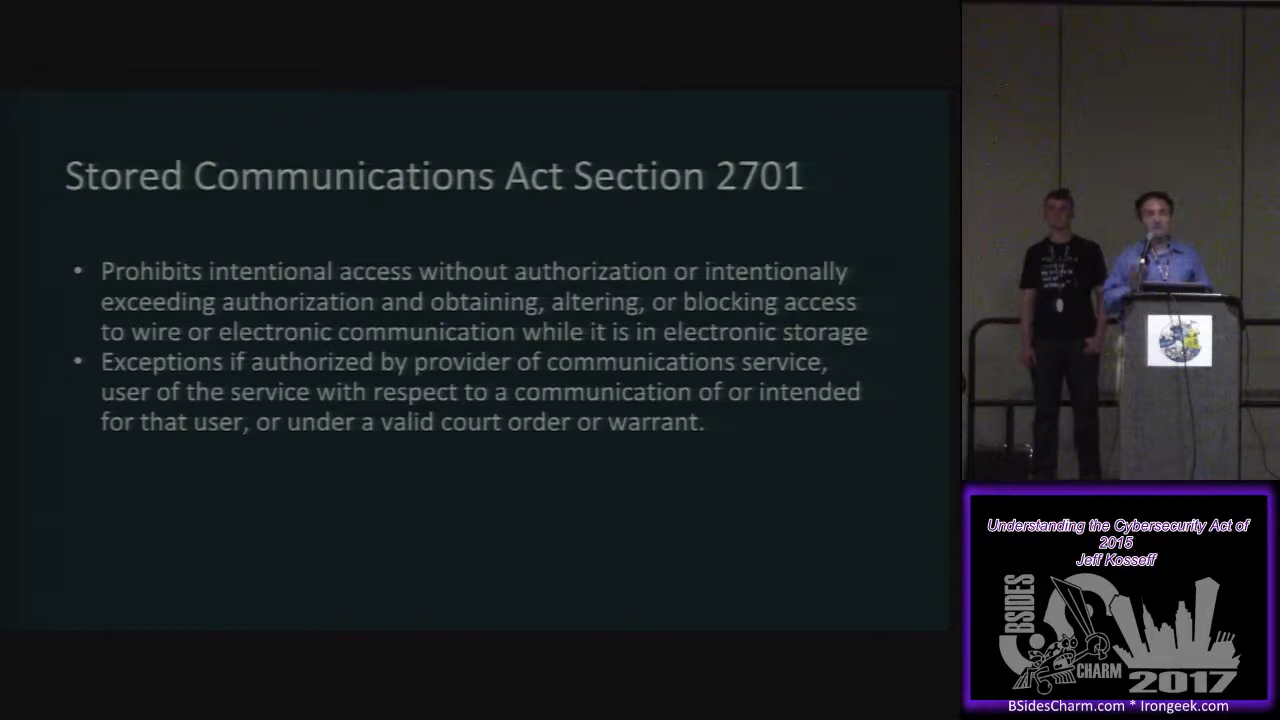 Stored Communications Act Section 2701
• Prohibits intentional access without authorization or intentionally
exceeding authorization and obtaining, altering, or blocking access
to wire or electronic communication while it is in electronic storage
• Exceptions if authorized by provider of communications service,
user of the service with respect to a communication of or intended
for that user, or under a valid court order or warrant.
Understanding the Cybersecurity Act of
2015
Jeff Kosseff
BSIDES
CHARM
2017
BSidesCharm.com * Irongeek.com